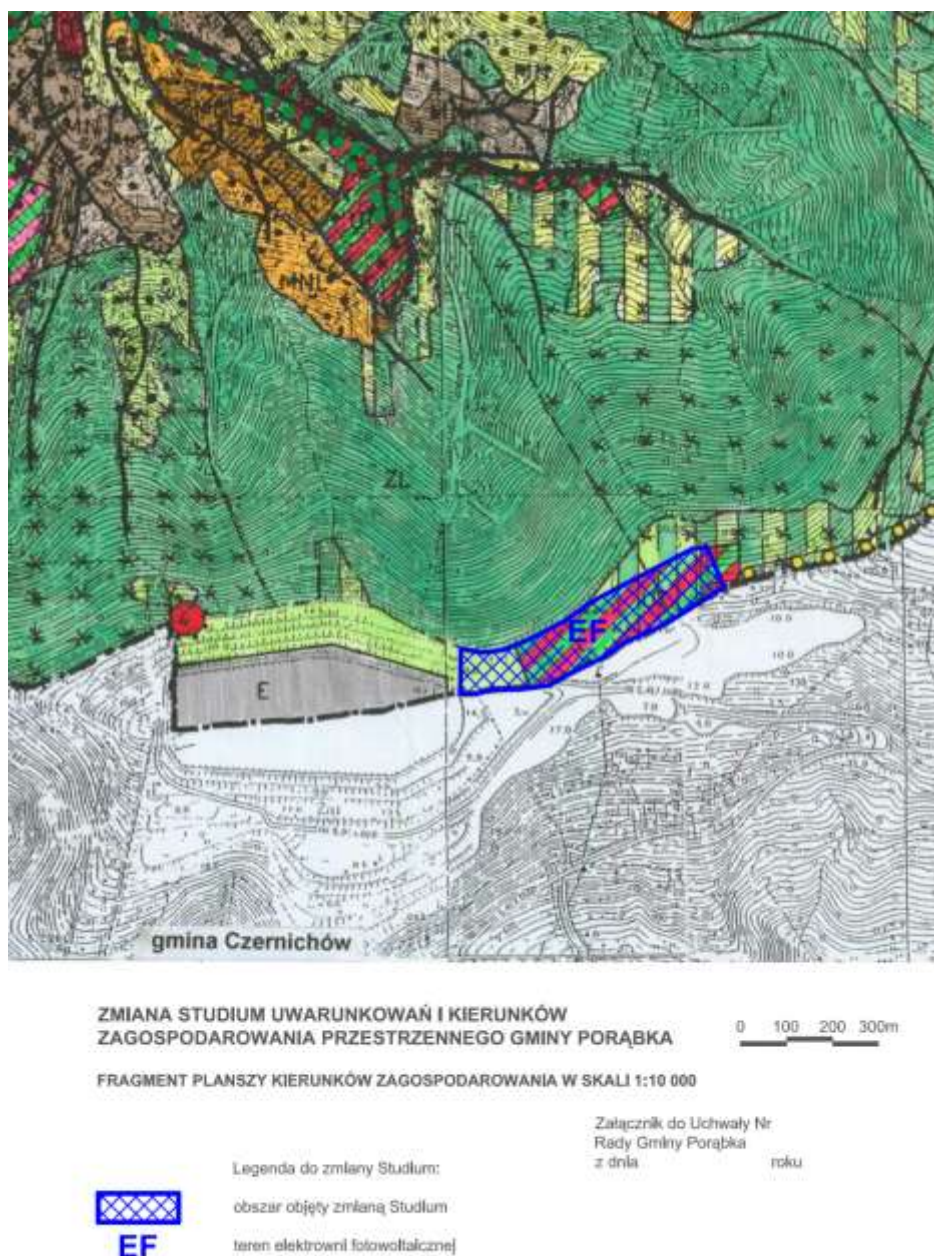 MNL
ZL
EF
E
gmina Czernichów
ZMIANA STUDIUM UWARUNKOWAŃ I KIERUNKÓW
ZAGOSPODAROWANIA PRZESTRZENNEGO GMINY PORĄBKA
0 100 200 300m
FRAGMENT PLANSZY KIERUNKÓW ZAGOSPODAROWANIA W SKALI 1:10 000
Załącznik do Uchwały Nr
Rady Gminy Porąbka
z dnia roku
Legenda do zmiany Studium:
obszar objęty zmianą Studium
EF teren elektrowni fotowoltaicznej